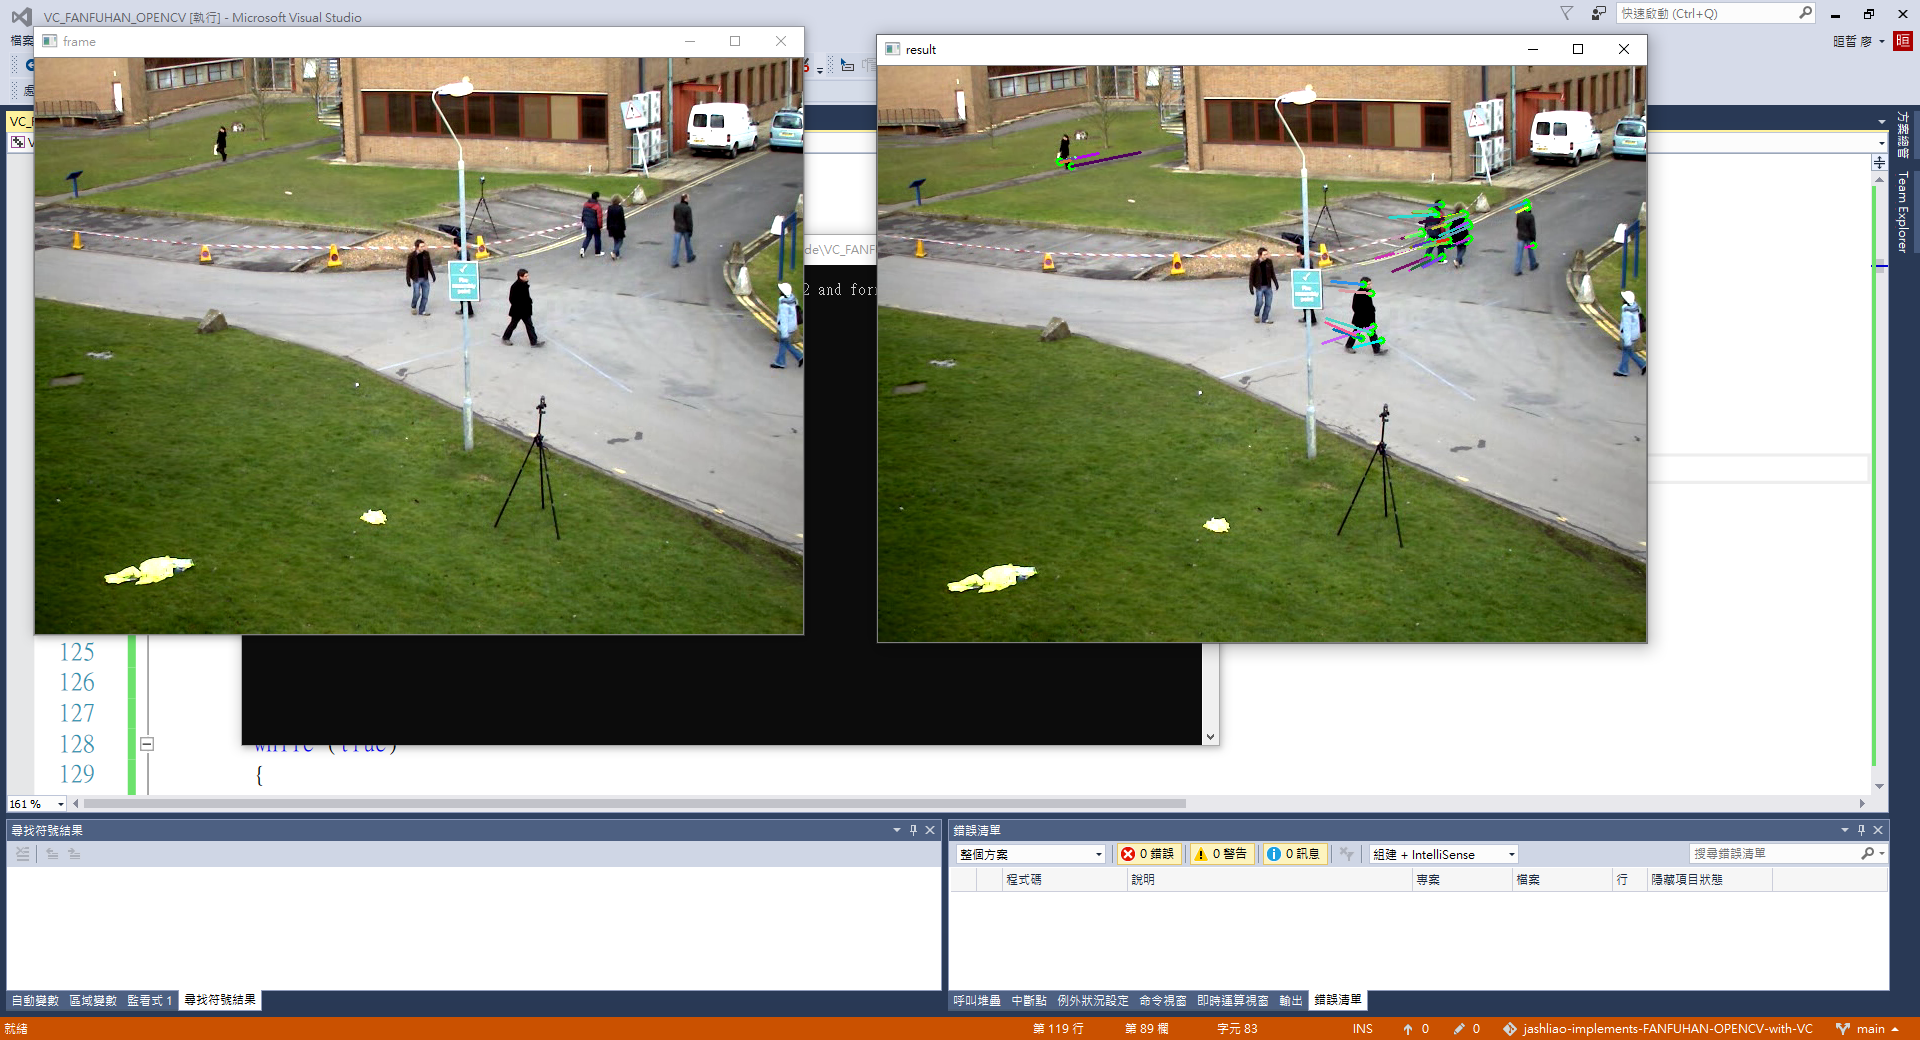 VC_FANFUHAN_OPENCV [執行] - Microsoft Visual Studio
快速啟動 (Ctrl+Q)
檔案
frame
result
晅哲 廖
晅
處
VC_F
V
方案總管
Team Explorer
de\VC_FANF
2 and for
125
126
127
128
while (true)
129
{
161 %
尋找符號結果
錯誤清單
整個方案
0 錯誤
0 警告
0 訊息
組建 + IntelliSense
搜尋錯誤清單
程式碼
說明
專案
檔案
行
隱藏項目狀態
自動變數
區域變數
監看式 1
尋找符號結果
呼叫堆疊
中斷點
例外狀況設定
命令視窗
即時運算視窗
輸出
錯誤清單
就緒
第 119 行
第 89 欄
字元 83
INS
0
0
jashliao-implements-FANFUHAN-OPENCV-with-VC
main